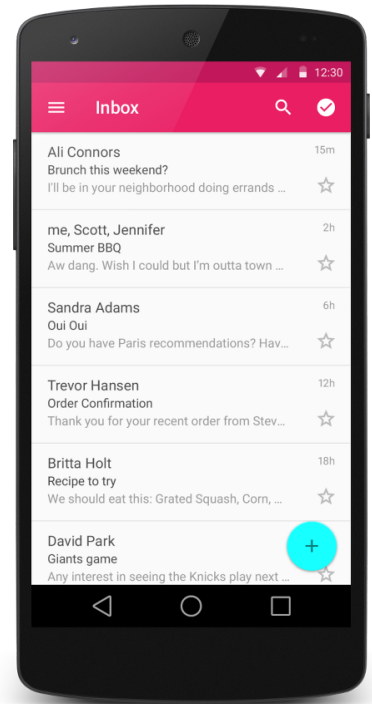 12:30
Inbox
Ali Connors 15m
Brunch this weekend?
I'll be in your neighborhood doing errands ...
me, Scott, Jennifer 2h
Summer BBQ
Aw dang. Wish I could but I'm outta town ...
Sandra Adams 6h
Oui Oui
Do you have Paris recommendations? Hav...
Trevor Hansen 12h
Order Confirmation
Thank you for your recent order from Stev...
Britta Holt 18h
Recipe to try
We should eat this: Grated Squash, Corn, ...
David Park
Giants game
Any interest in seeing the Knicks play next ...